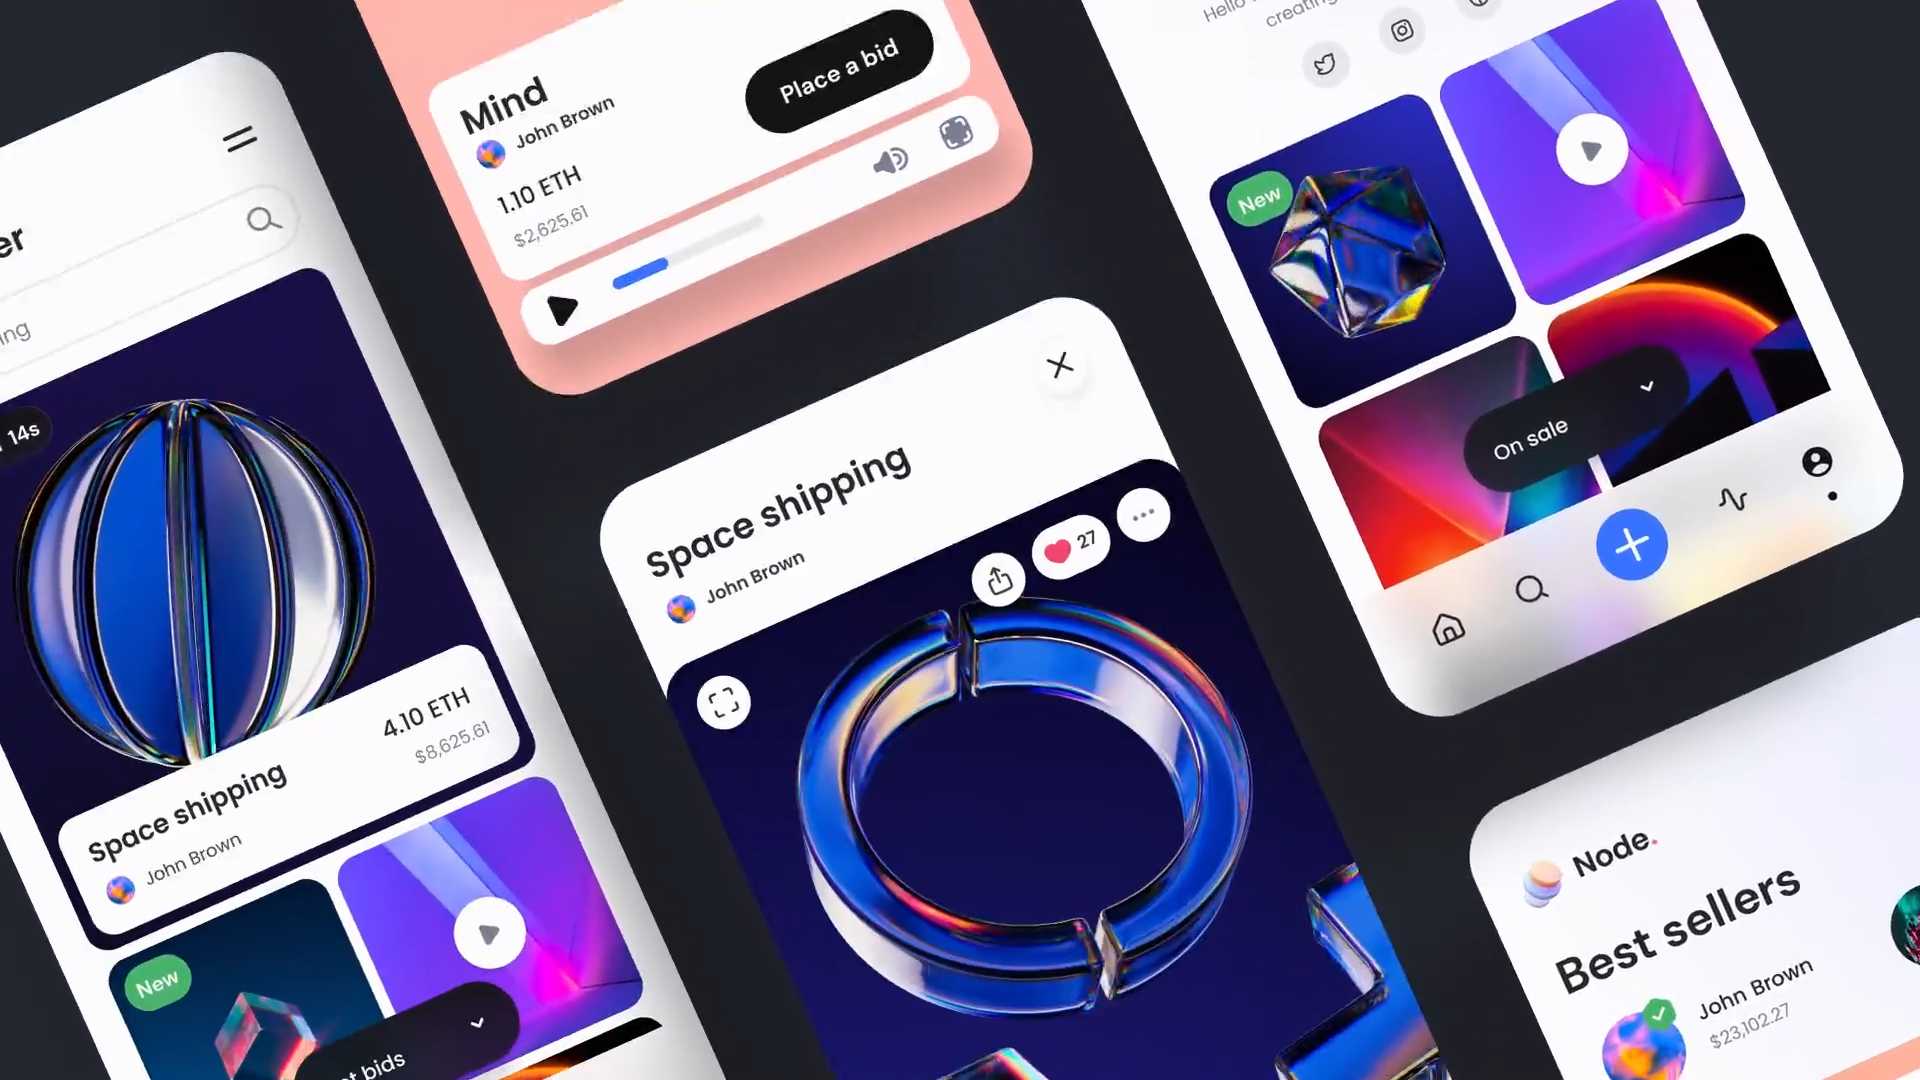 er
ing
14s
4.10 ETH
$8,625.61
Space shipping
John Brown
New
bids
Mind
John Brown
Place a bid
1.10 ETH
$2,625.61
Space shipping
John Brown
27
Hello
creating
New
On sale
Node.
Best sellers
John Brown
$23,102.27